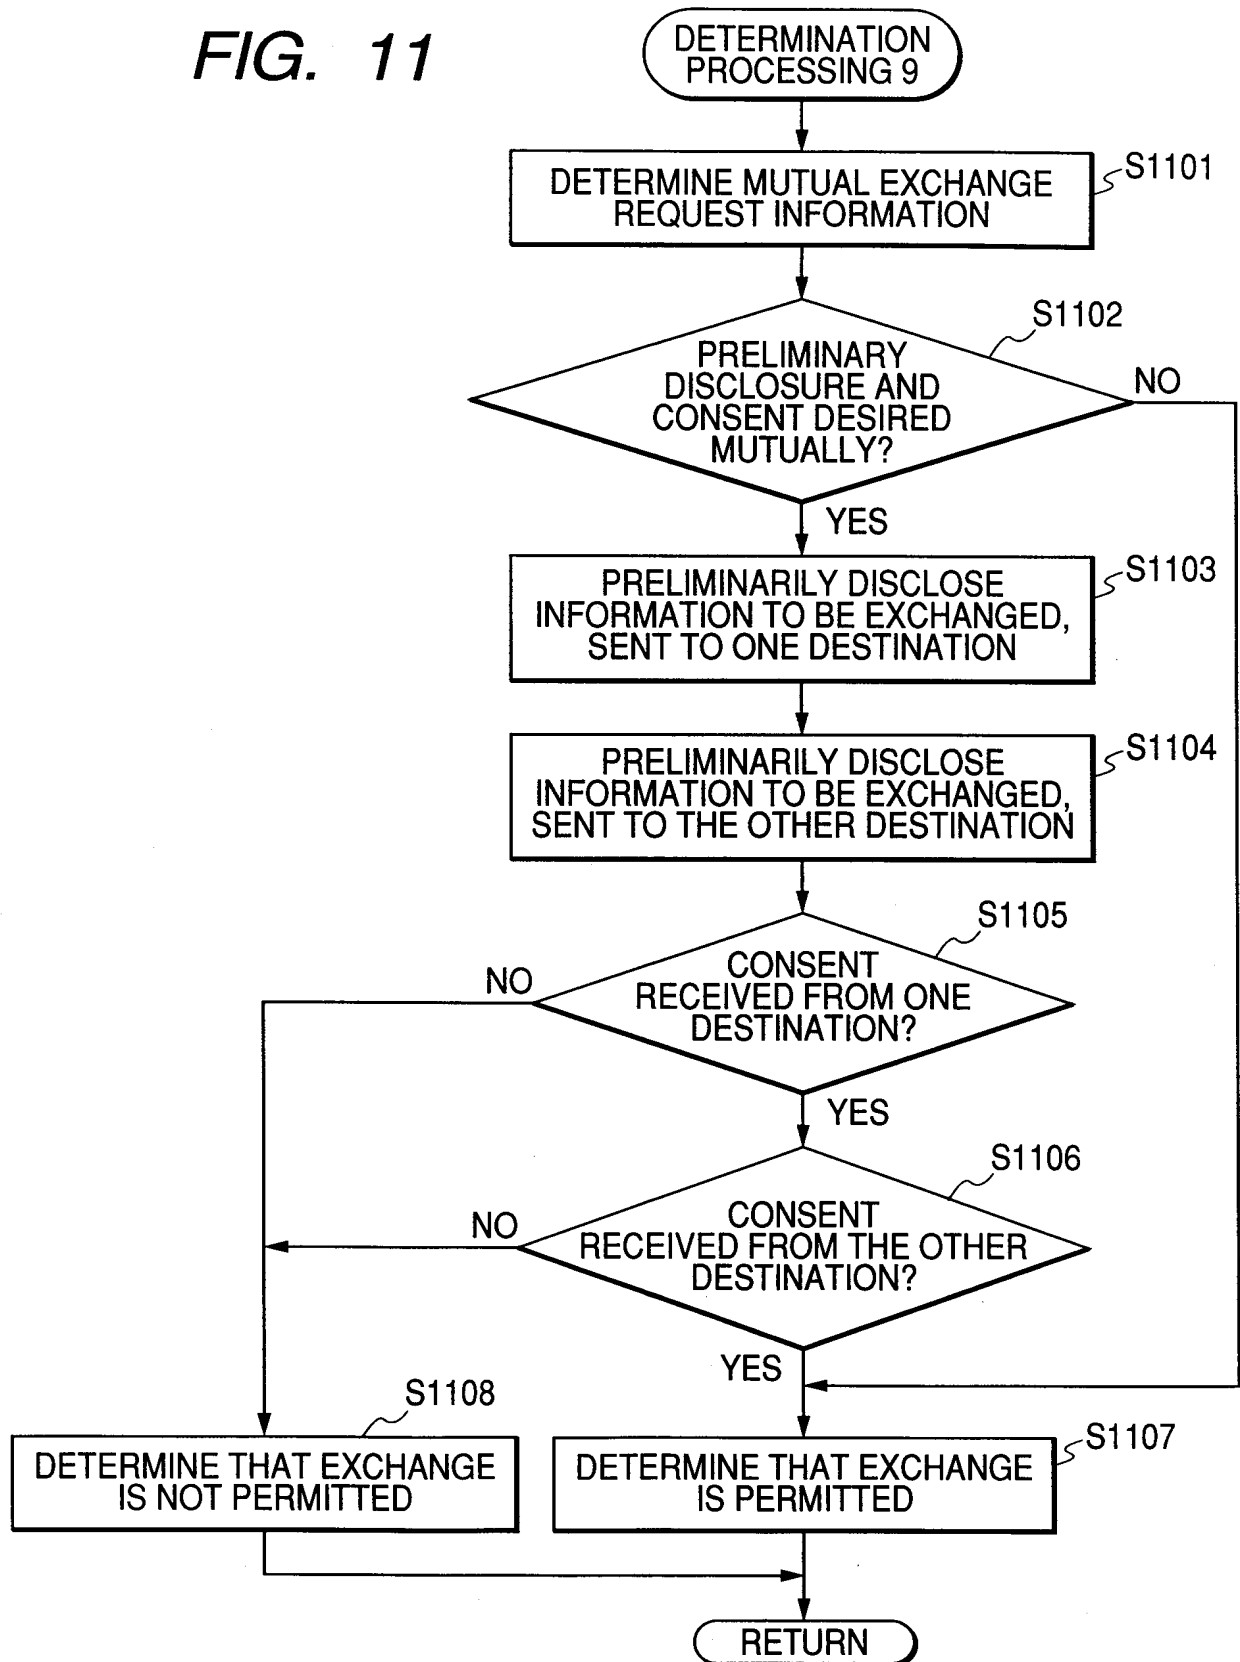 FIG. 11
DETERMINATION
PROCESSING 9
DETERMINE MUTUAL EXCHANGE
REQUEST INFORMATION
S1101
S1102
PRELIMINARY
DISCLOSURE AND
CONSENT DESIRED
MUTUALLY?
NO
YES
PRELIMINARILY DISCLOSE
INFORMATION TO BE EXCHANGED,
SENT TO ONE DESTINATION
S1103
PRELIMINARILY DISCLOSE
INFORMATION TO BE EXCHANGED,
SENT TO THE OTHER DESTINATION
S1104
S1105
CONSENT
RECEIVED FROM ONE
DESTINATION?
NO
YES
S1106
CONSENT
RECEIVED FROM THE OTHER
DESTINATION?
NO
YES
S1108
DETERMINE THAT EXCHANGE
IS NOT PERMITTED
S1107
DETERMINE THAT EXCHANGE
IS PERMITTED
RETURN